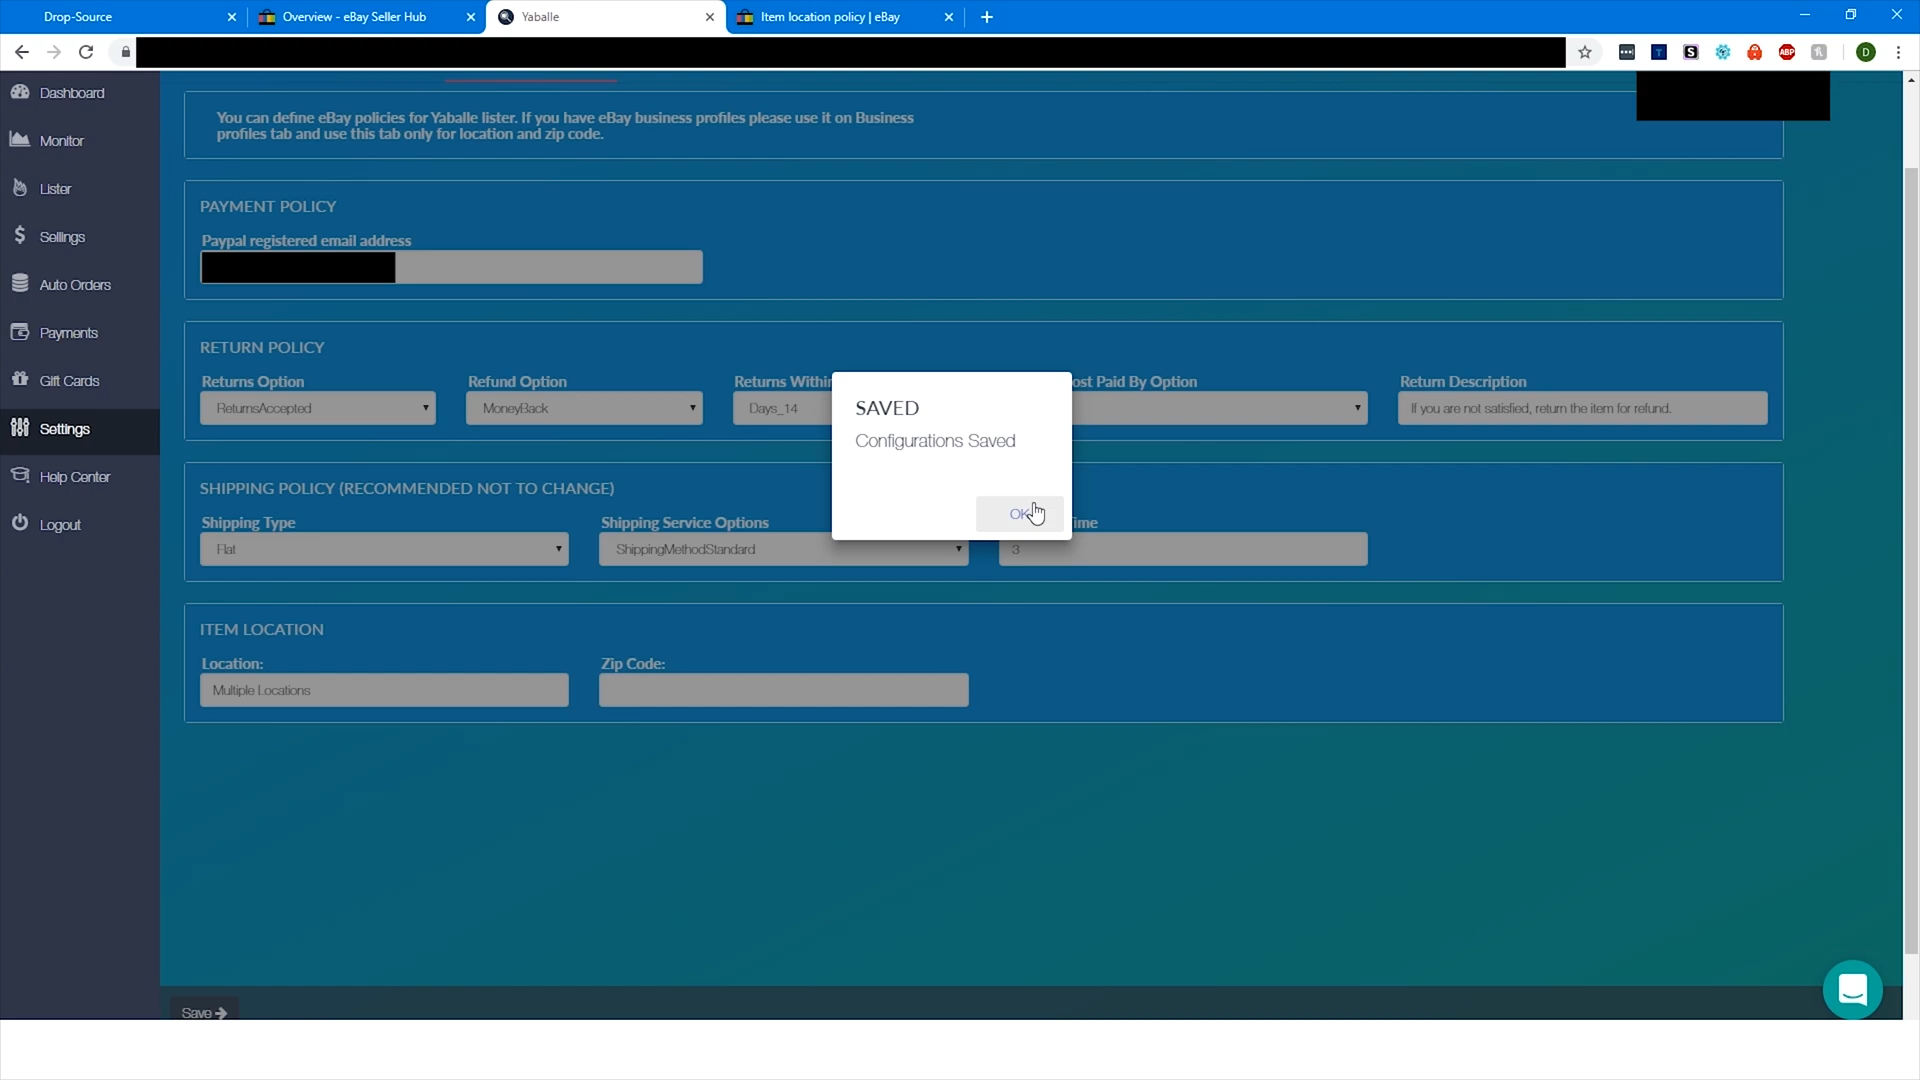 Drop-Source
Overview - eBay Seller Hub
Yaballe
Item location policy | eBay
Dashboard
Monitor
Lister
Sellings
Auto Orders
Payments
Gift Cards
Settings
Help Center
Logout
You can define eBay policies for Yaballe lister. If you have eBay business profiles please use it on Business
profiles tab and use this tab only for location and zip code.
PAYMENT POLICY
Paypal registered email address
RETURN POLICY
Returns Option
Refund Option
Returns Within
ost Paid By Option
Return Description
ReturnsAccepted
MoneyBack
Days_14
If you are not satisfied, return the item for refund.
SAVED
Configurations Saved
OK
SHIPPING POLICY (RECOMMENDED NOT TO CHANGE)
Shipping Type
Shipping Service Options
ime
Flat
ShippingMethodStandard
3
ITEM LOCATION
Location:
Zip Code:
Multiple Locations
Save
S
T
ABP
D